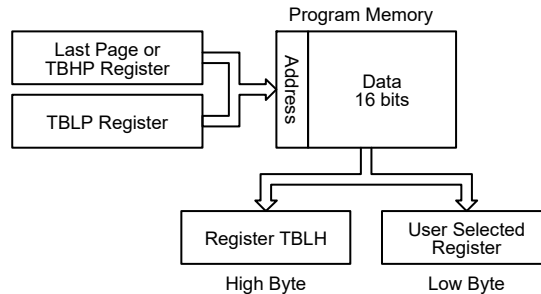 Program Memory
Last Page or
TBHP Register
TBLP Register
Address
Data
16 bits
Register TBLH
User Selected
Register
High Byte
Low Byte